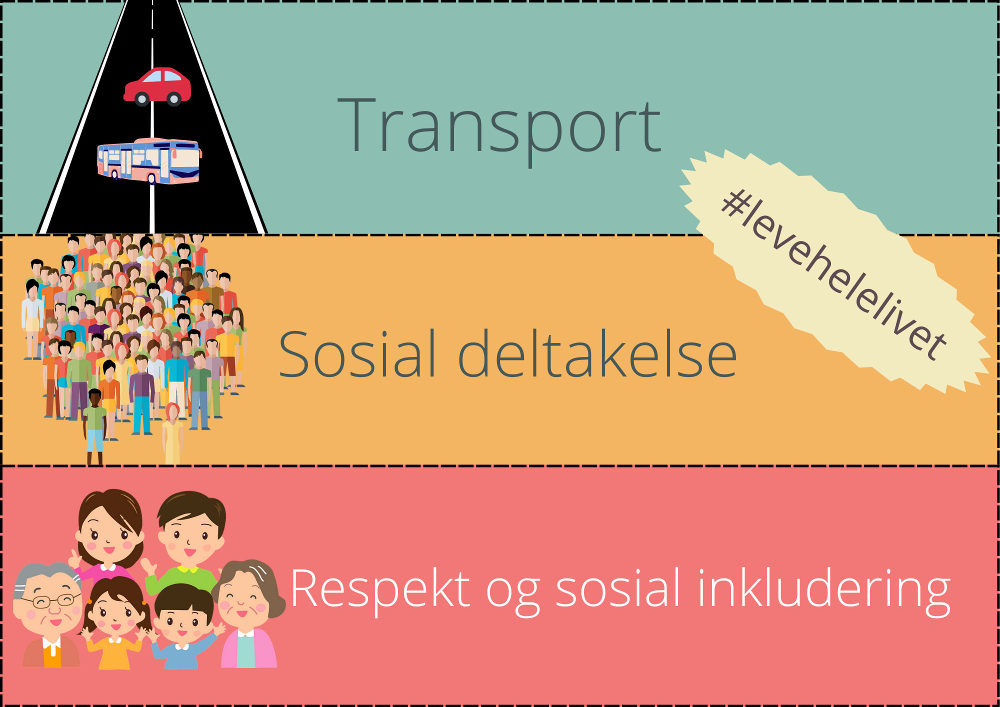 Transport
#levehelelivet
Sosial deltakelse
Respekt og sosial inkludering